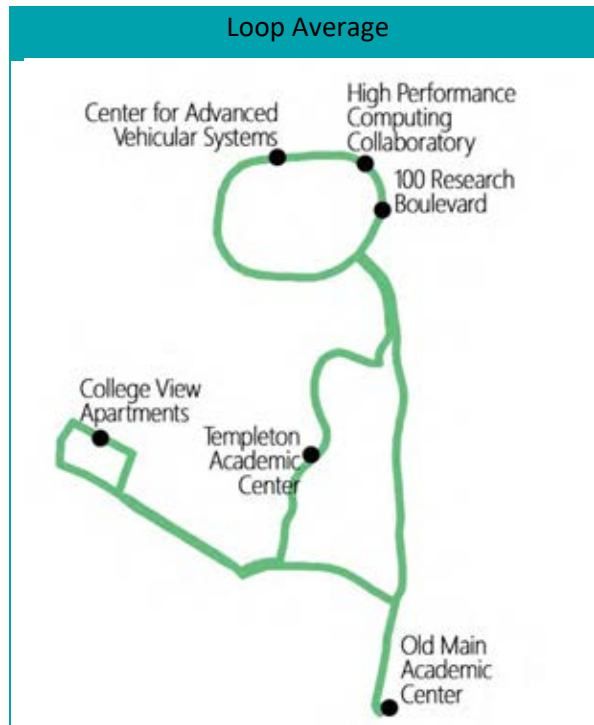 Loop Average
Center for Advanced
Vehicular Systems
High Performance
Computing
Collaboratory
100 Research
Boulevard
College View
Apartments
Templeton
Academic
Center
Old Main
Academic
Center